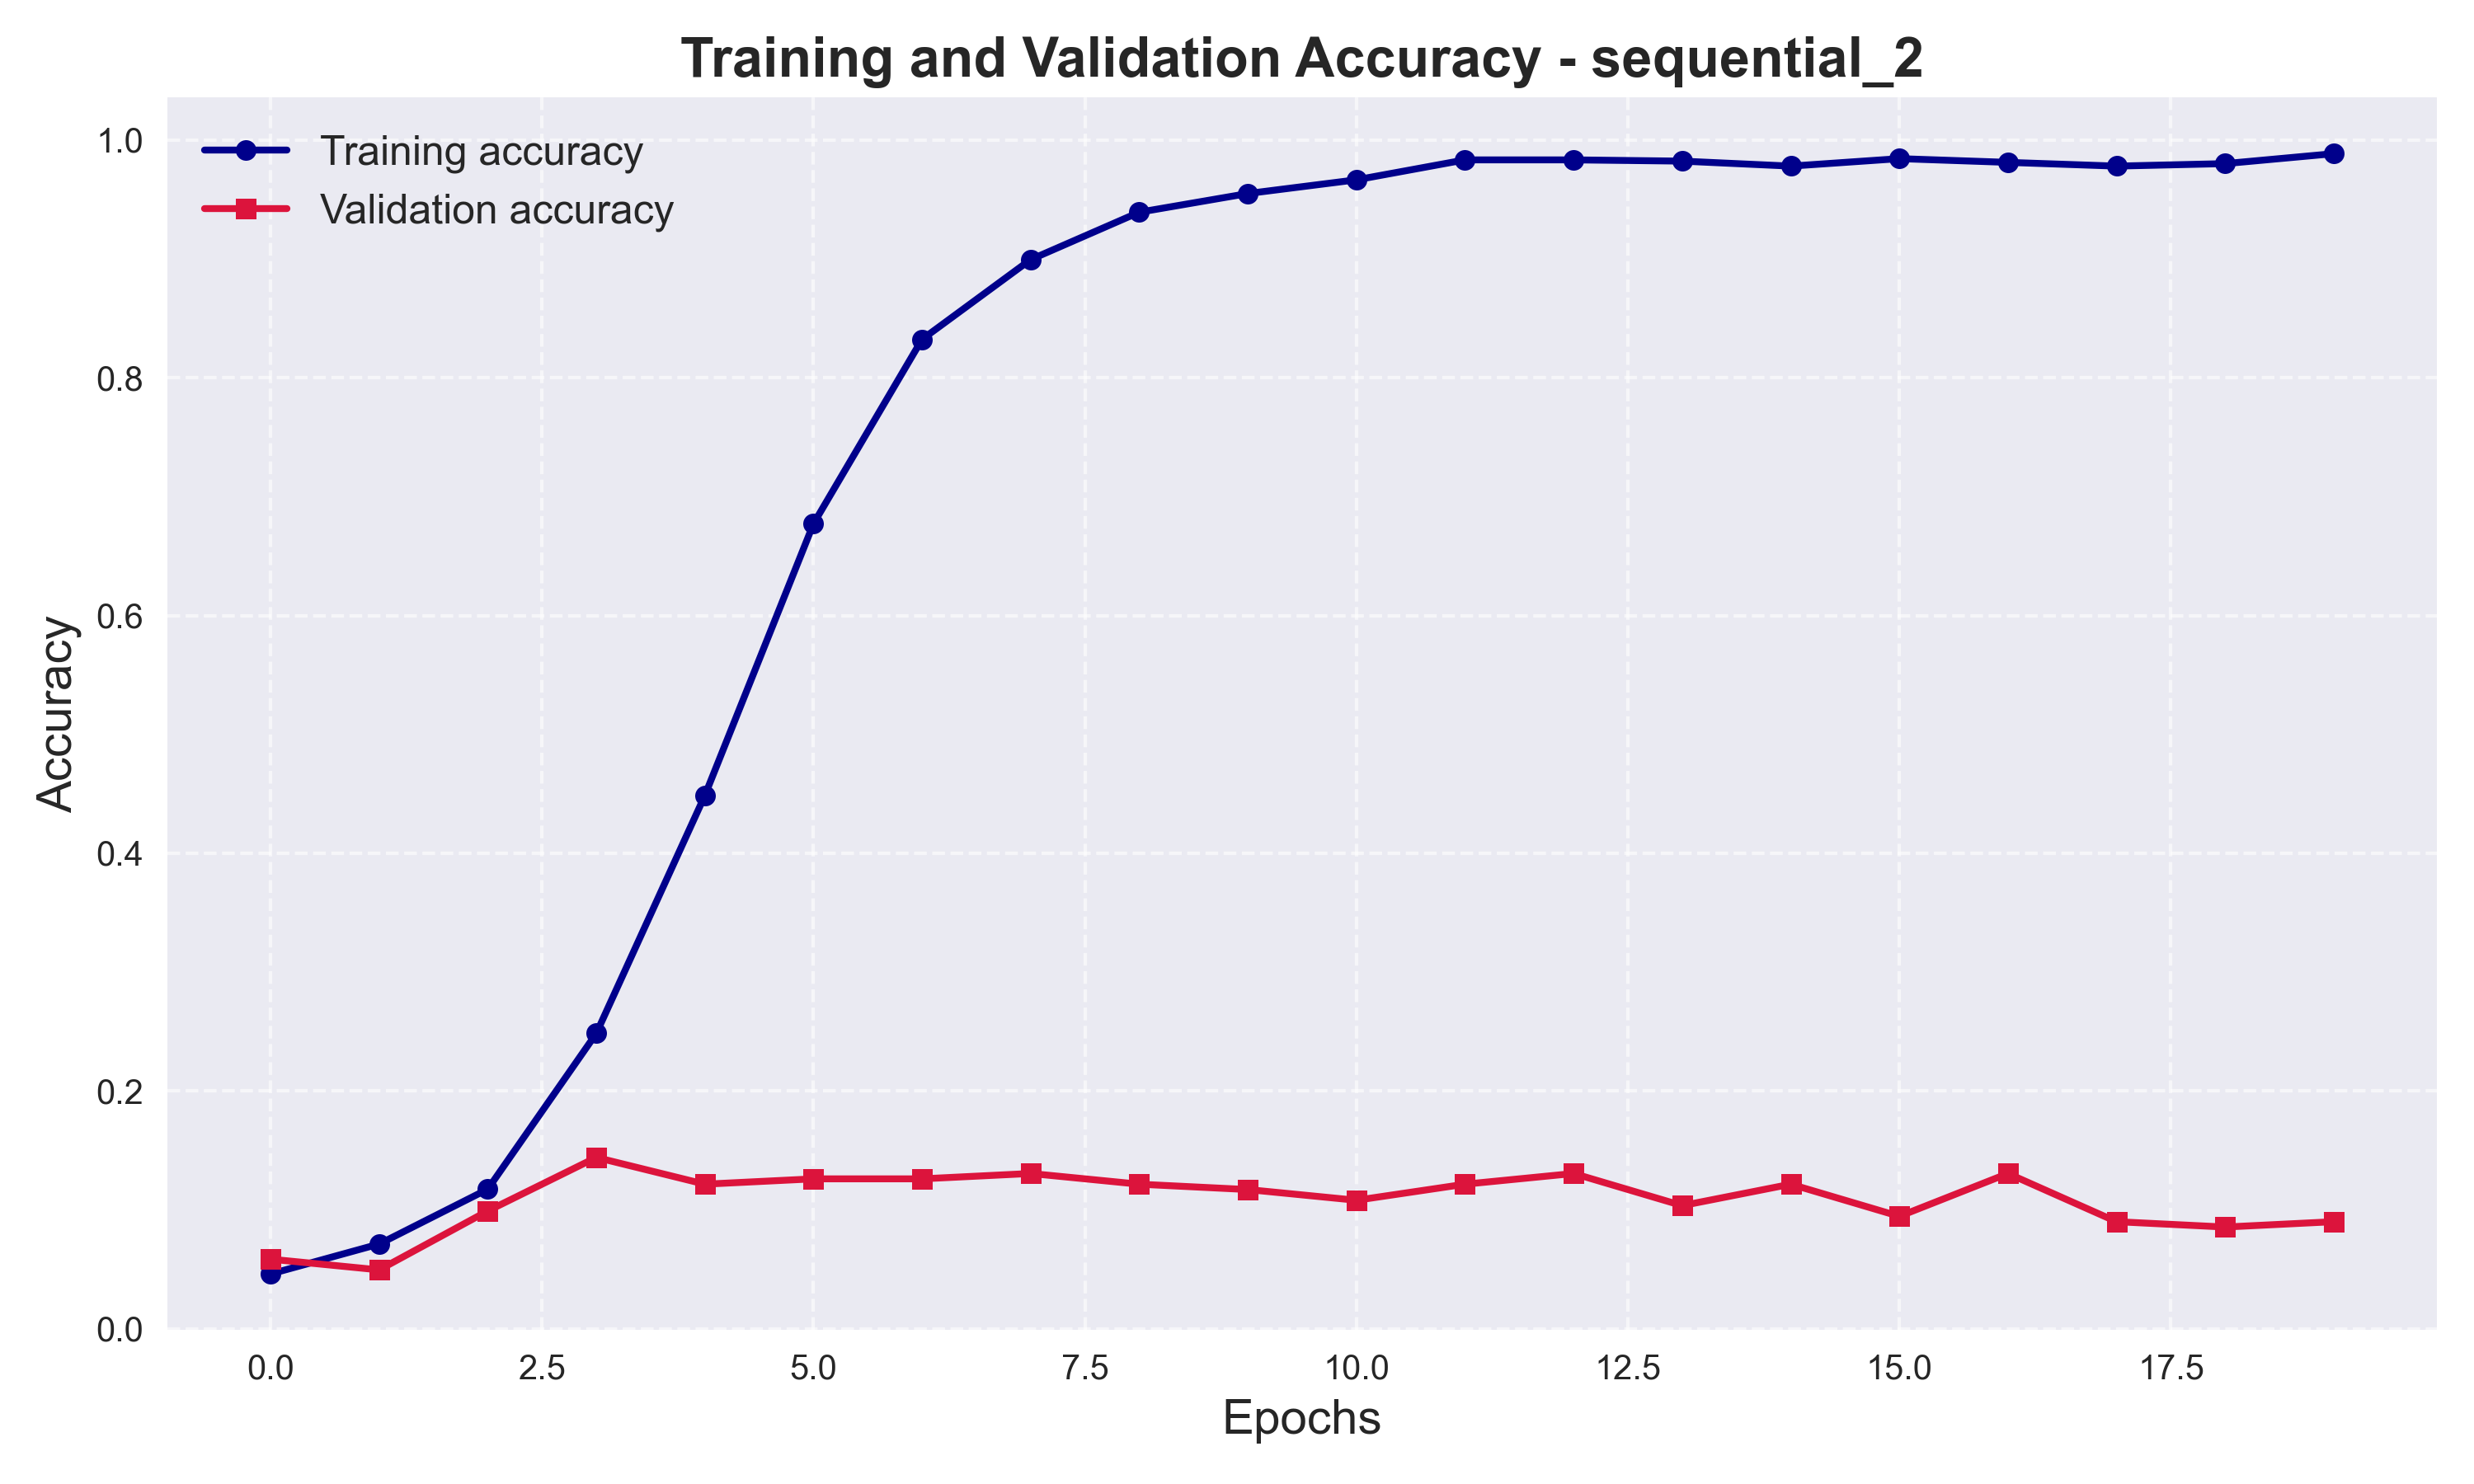 Training and Validation Accuracy - sequential_2
Training accuracy
Validation accuracy
1.0
0.8
0.6
0.4
0.2
0.0
Accuracy
0.0 2.5 5.0 7.5 10.0 12.5 15.0 17.5
Epochs